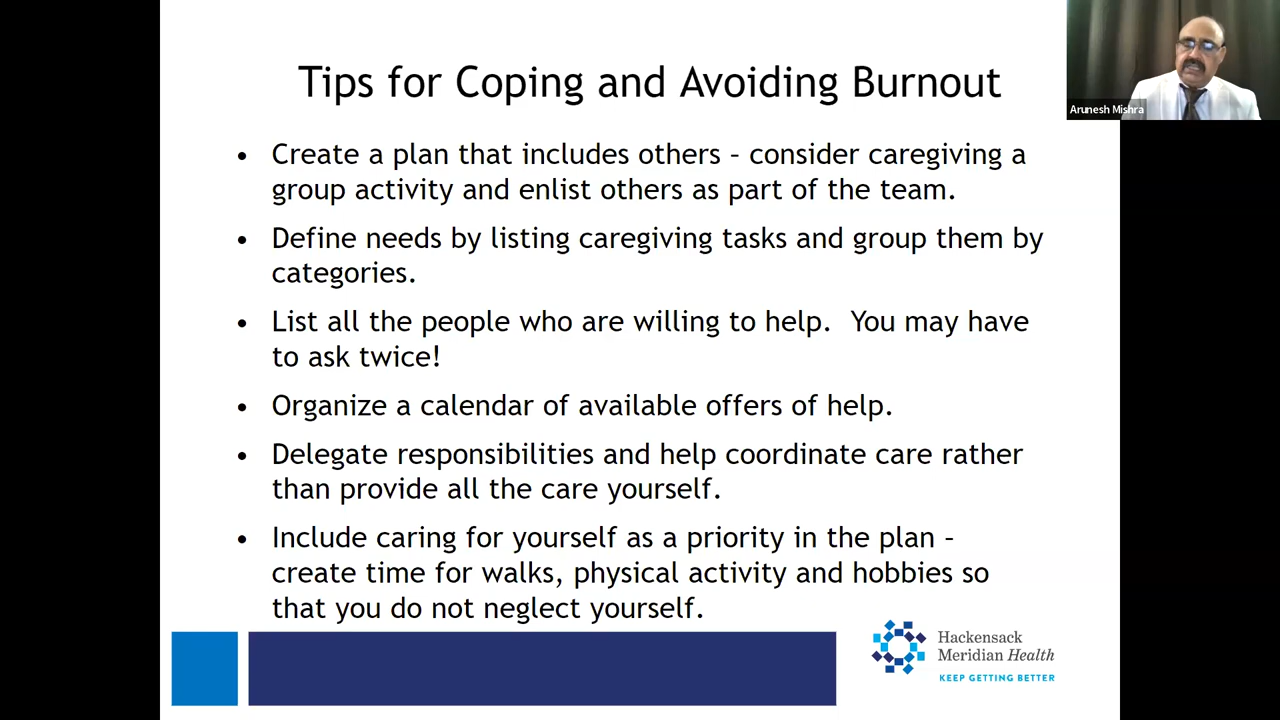 Tips for Coping and Avoiding Burnout
Arunesh Mishra
• Create a plan that includes others – consider caregiving a
group activity and enlist others as part of the team.
• Define needs by listing caregiving tasks and group them by
categories.
• List all the people who are willing to help.  You may have
to ask twice!
• Organize a calendar of available offers of help.
• Delegate responsibilities and help coordinate care rather
than provide all the care yourself.
• Include caring for yourself as a priority in the plan –
create time for walks, physical activity and hobbies so
that you do not neglect yourself.
Hackensack
Meridian Health
KEEP GETTING BETTER